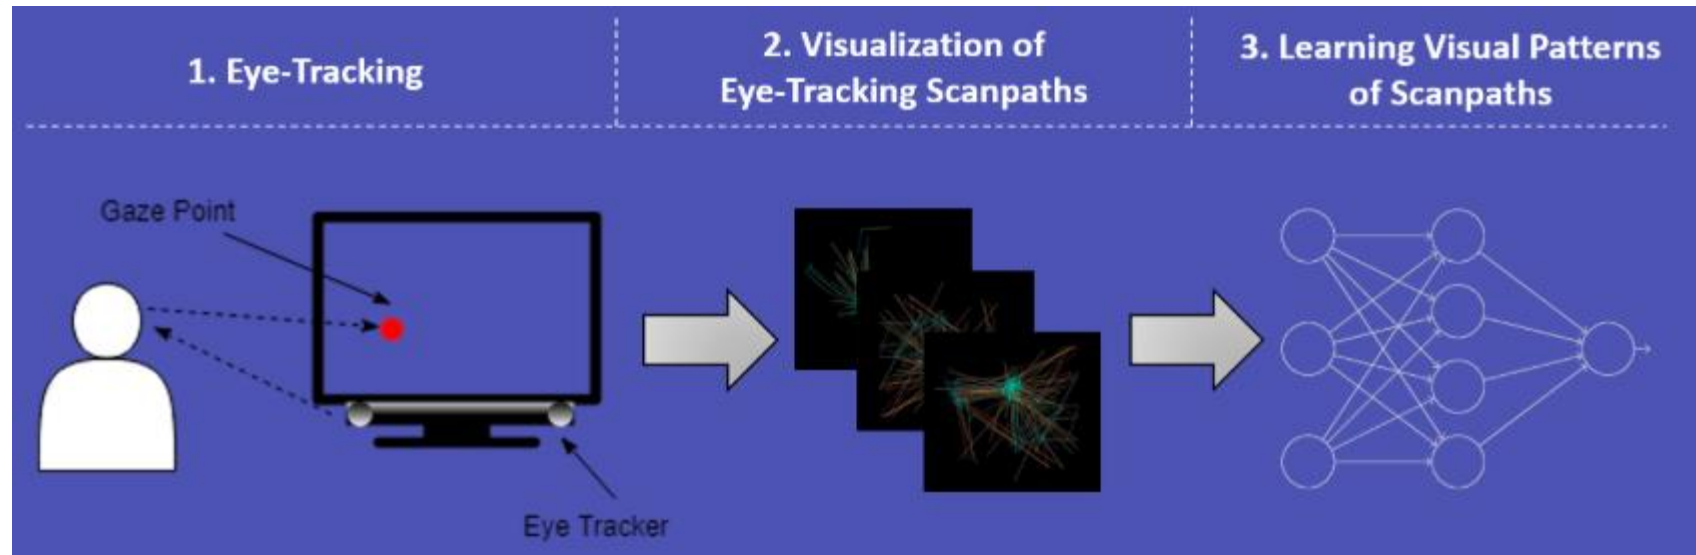 1. Eye-Tracking
2. Visualization of
Eye-Tracking Scanpaths
3. Learning Visual Patterns
of Scanpaths
Gaze Point
Eye Tracker